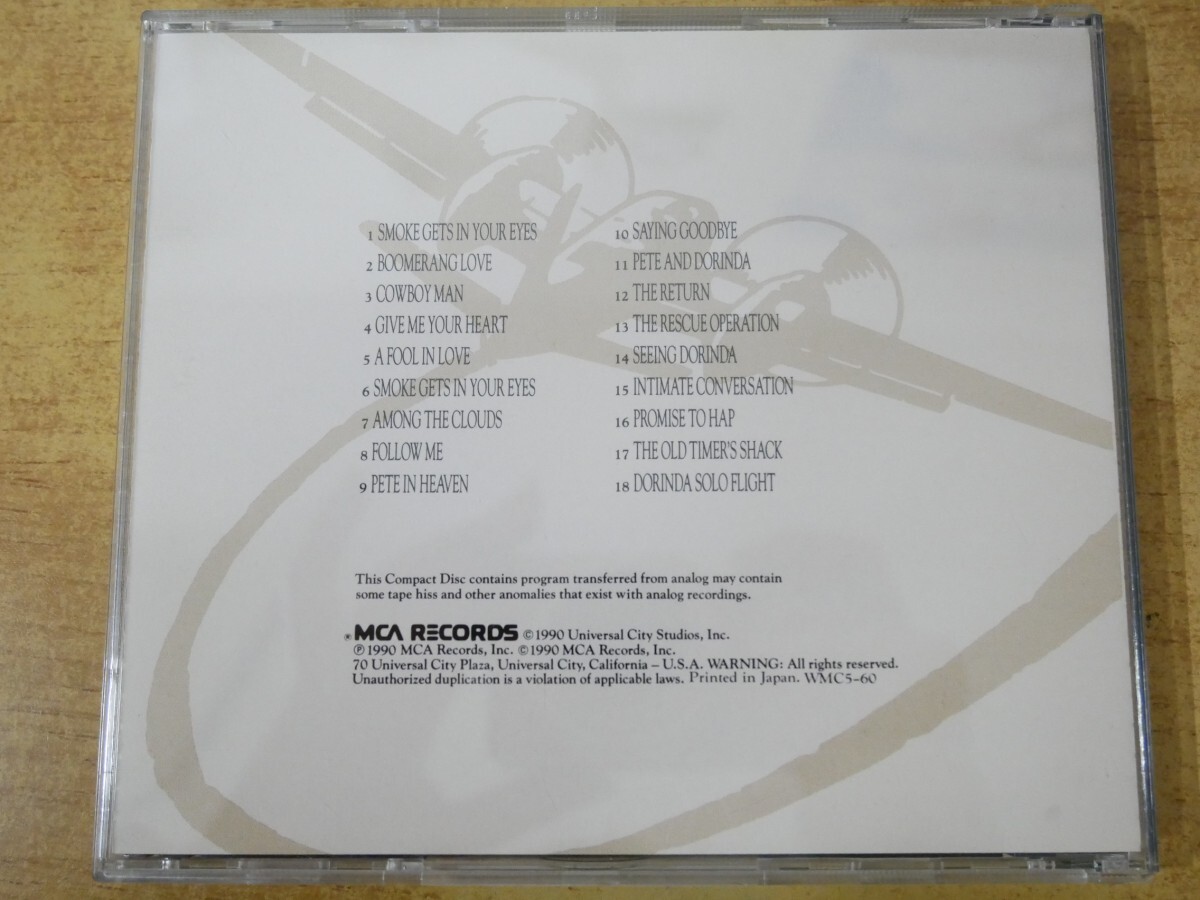 1 SMOKE GETS IN YOUR EYES
2 BOOMERANG LOVE
3 COWBOY MAN
4 GIVE ME YOUR HEART
5 A FOOL IN LOVE
6 SMOKE GETS IN YOUR EYES
7 AMONG THE CLOUDS
8 FOLLOW ME
9 PETE IN HEAVEN
10 SAYING GOODBYE
11 PETE AND DORINDA
12 THE RETURN
13 THE RESCUE OPERATION
14 SEEING DORINDA
15 INTIMATE CONVERSATION
16 PROMISE TO HAP
17 THE OLD TIMER'S SHACK
18 DORINDA SOLO FLIGHT
This Compact Disc contains program transferred from analog may contain
some tape hiss and other anomalies that exist with analog recordings.
®MCA RECORDS ©1990 Universal City Studios, Inc.
℗1990 MCA Records, Inc. ©1990 MCA Records, Inc.
70 Universal City Plaza, Universal City, California – U.S.A. WARNING: All rights reserved.
Unauthorized duplication is a violation of applicable laws. Printed in Japan. WMC5-60